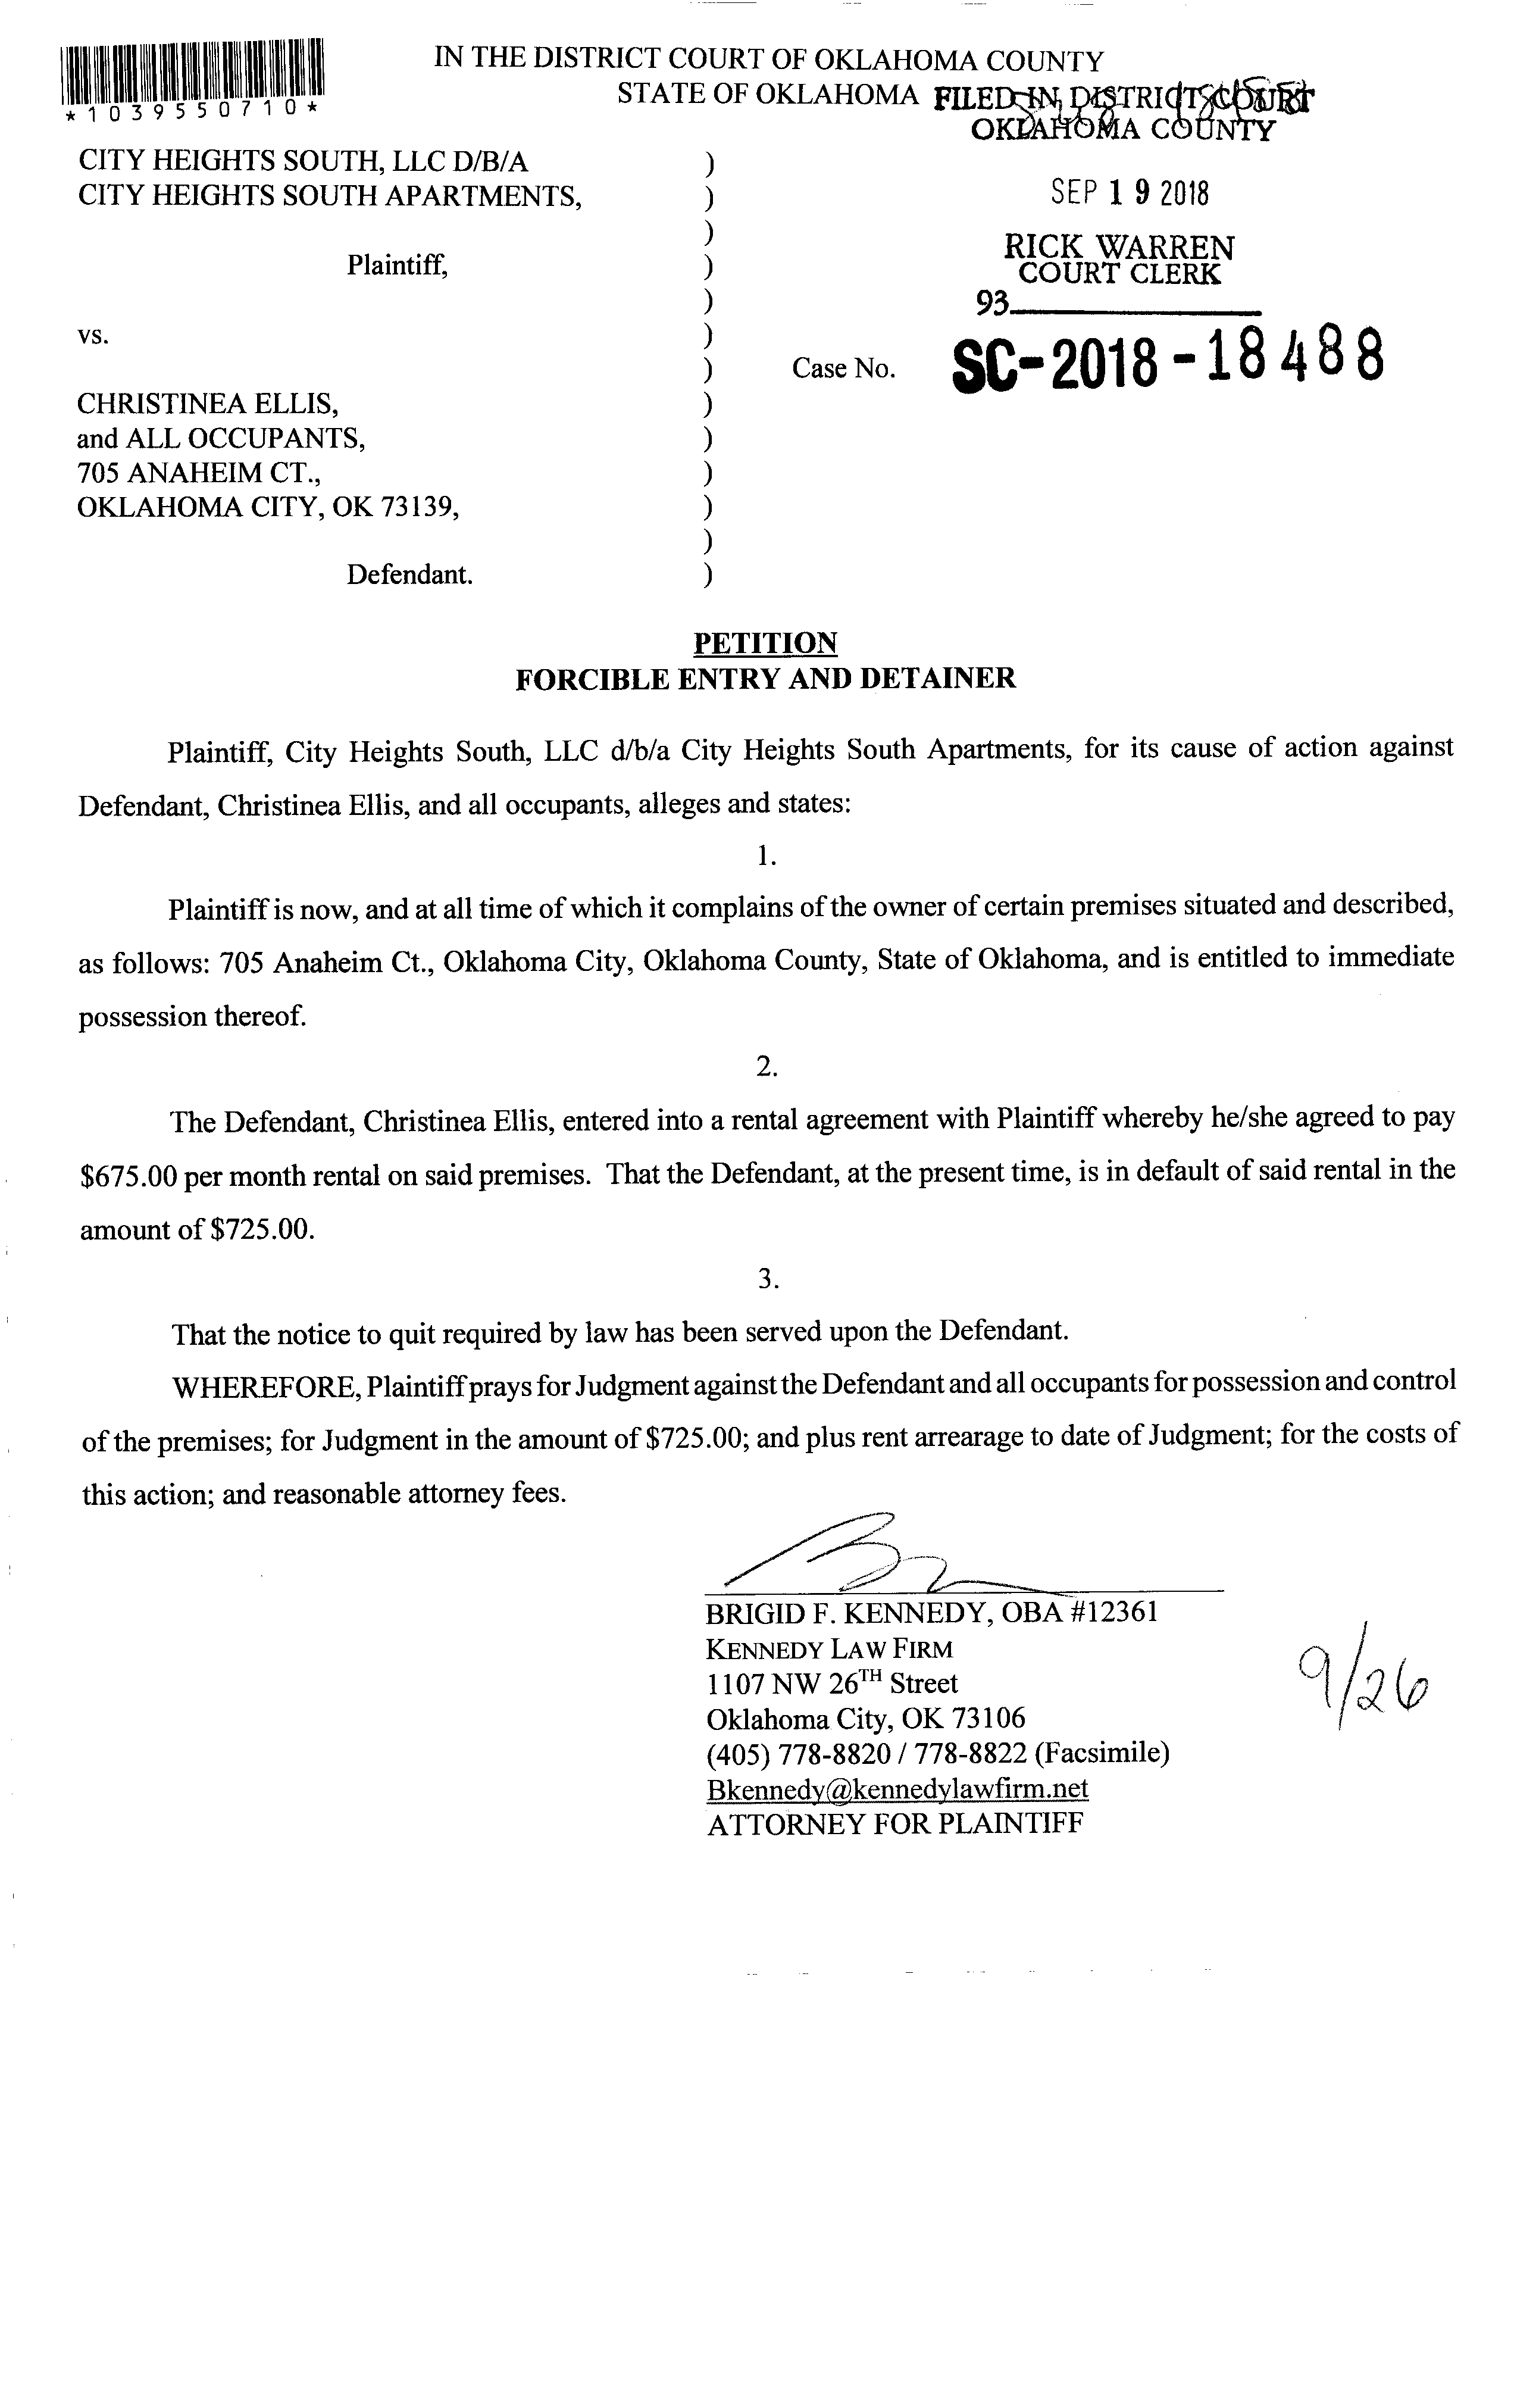 IN THE DISTRICT COURT OF OKLAHOMA COUNTY
STATE OF OKLAHOMA
FILED IN DISTRICT COURT
OKLAHOMA COUNTY
*1039550710*
CITY HEIGHTS SOUTH, LLC D/B/A )
CITY HEIGHTS SOUTH APARTMENTS, )
SEP 19 2018
)
RICK WARREN
COURT CLERK
Plaintiff, )
)
93
vs. )
) Case No. SC-2018-18488
CHRISTINEA ELLIS, )
and ALL OCCUPANTS, )
705 ANAHEIM CT., )
OKLAHOMA CITY, OK 73139, )
)
Defendant. )
PETITION
FORCIBLE ENTRY AND DETAINER
Plaintiff, City Heights South, LLC d/b/a City Heights South Apartments, for its cause of action against
Defendant, Christinea Ellis, and all occupants, alleges and states:
1.
Plaintiff is now, and at all time of which it complains of the owner of certain premises situated and described,
as follows: 705 Anaheim Ct., Oklahoma City, Oklahoma County, State of Oklahoma, and is entitled to immediate
possession thereof.
2.
The Defendant, Christinea Ellis, entered into a rental agreement with Plaintiff whereby he/she agreed to pay
$675.00 per month rental on said premises. That the Defendant, at the present time, is in default of said rental in the
amount of $725.00.
3.
That the notice to quit required by law has been served upon the Defendant.
WHEREFORE, Plaintiff prays for Judgment against the Defendant and all occupants for possession and control
of the premises; for Judgment in the amount of $725.00; and plus rent arrearage to date of Judgment; for the costs of
this action; and reasonable attorney fees.
BRIGID F. KENNEDY, OBA #12361
KENNEDY LAW FIRM
1107 NW 26TH Street
Oklahoma City, OK 73106
(405) 778-8820 / 778-8822 (Facsimile)
Bkennedy@kennedylawfirm.net
ATTORNEY FOR PLAINTIFF
9/26